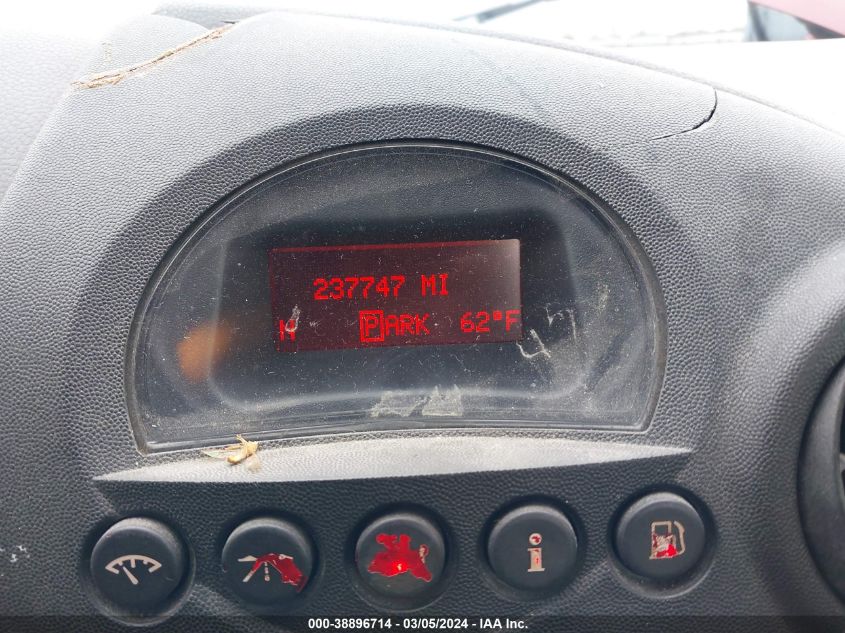 237747 MI
N PARK 62°F
000-38896714 — 03/05/2024 — IAA Inc.